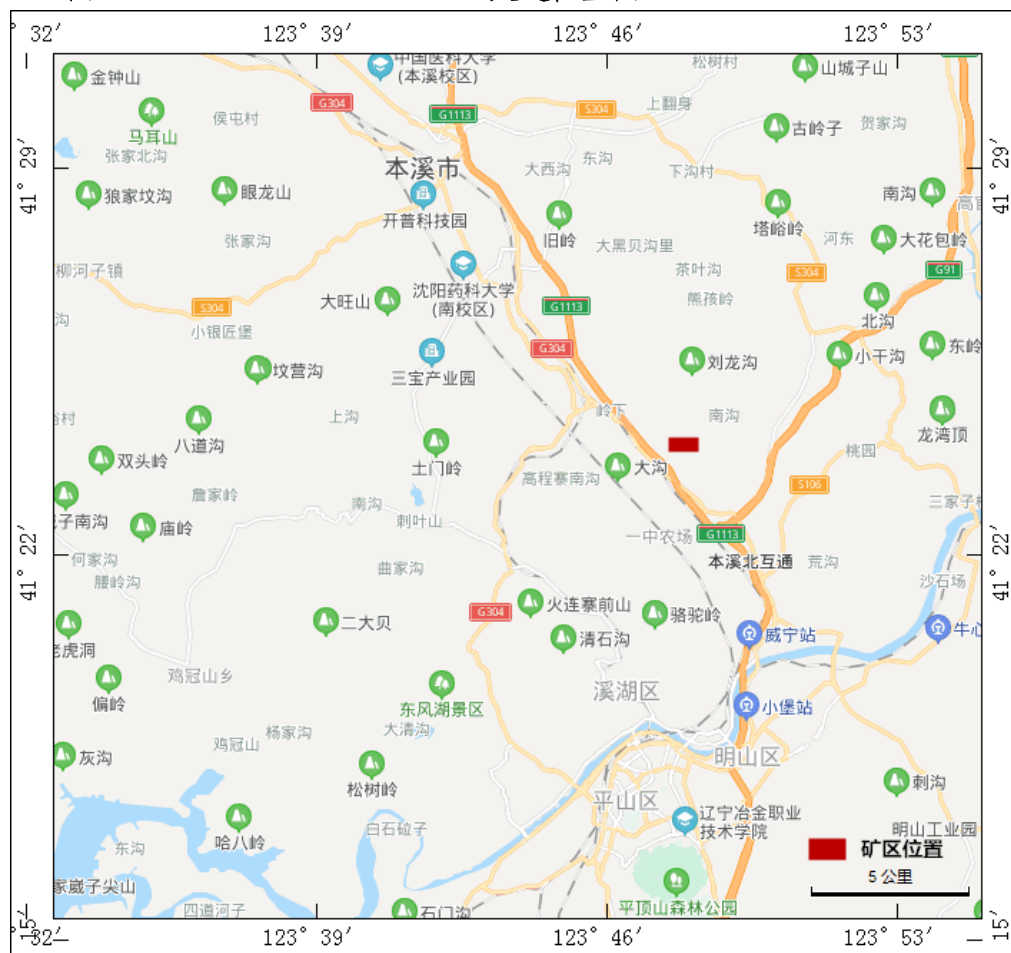 32′ 123° 39′ 123° 46′ 123° 53′
中国医科大学
(本溪校区)
松树村
金钟山
山城子山
G304
G1113
S304
上翻身
马耳山
侯屯村
古岭子
贺家沟
张家北沟
本溪市
大西沟
东沟
下沟村
41° 29′
41° 29′
狼家坟沟
眼龙山
开普科技园
旧岭
塔峪岭
南沟
张家沟
大黑贝沟里
河东
大花包岭
柳河子镇
沈阳药科大学
(南校区)
茶叶沟
S304
G91
大旺山
S304
G1113
熊孩岭
北沟
小银匠堡
G304
三宝产业园
刘龙沟
小干沟
东岭
坟营沟
上沟
岭下
南沟
八道沟
龙湾顶
双头岭
土门岭
高程寨南沟
大沟
桃园
詹家岭
S106
子南沟
南沟
刺叶山
三家子
庙岭
一中农场
G1113
何家沟
曲家沟
本溪北互通
荒沟
41° 22′
41° 22′
腰岭沟
沙石场
二大贝
G304
火连寨前山
骆驼岭
威宁站
牛心
老虎洞
清石沟
鸡冠山乡
溪湖区
偏岭
东风湖景区
小堡站
鸡冠山
杨家沟
大清沟
灰沟
松树岭
明山区
刺沟
平山区
哈八岭
白石砬子
辽宁冶金职业
技术学院
明山工业园
东沟
矿区位置
5 公里
家崴子尖山
四道河子
石门沟
平顶山森林公园
15′
15′
32′ 123° 39′ 123° 46′ 123° 53′